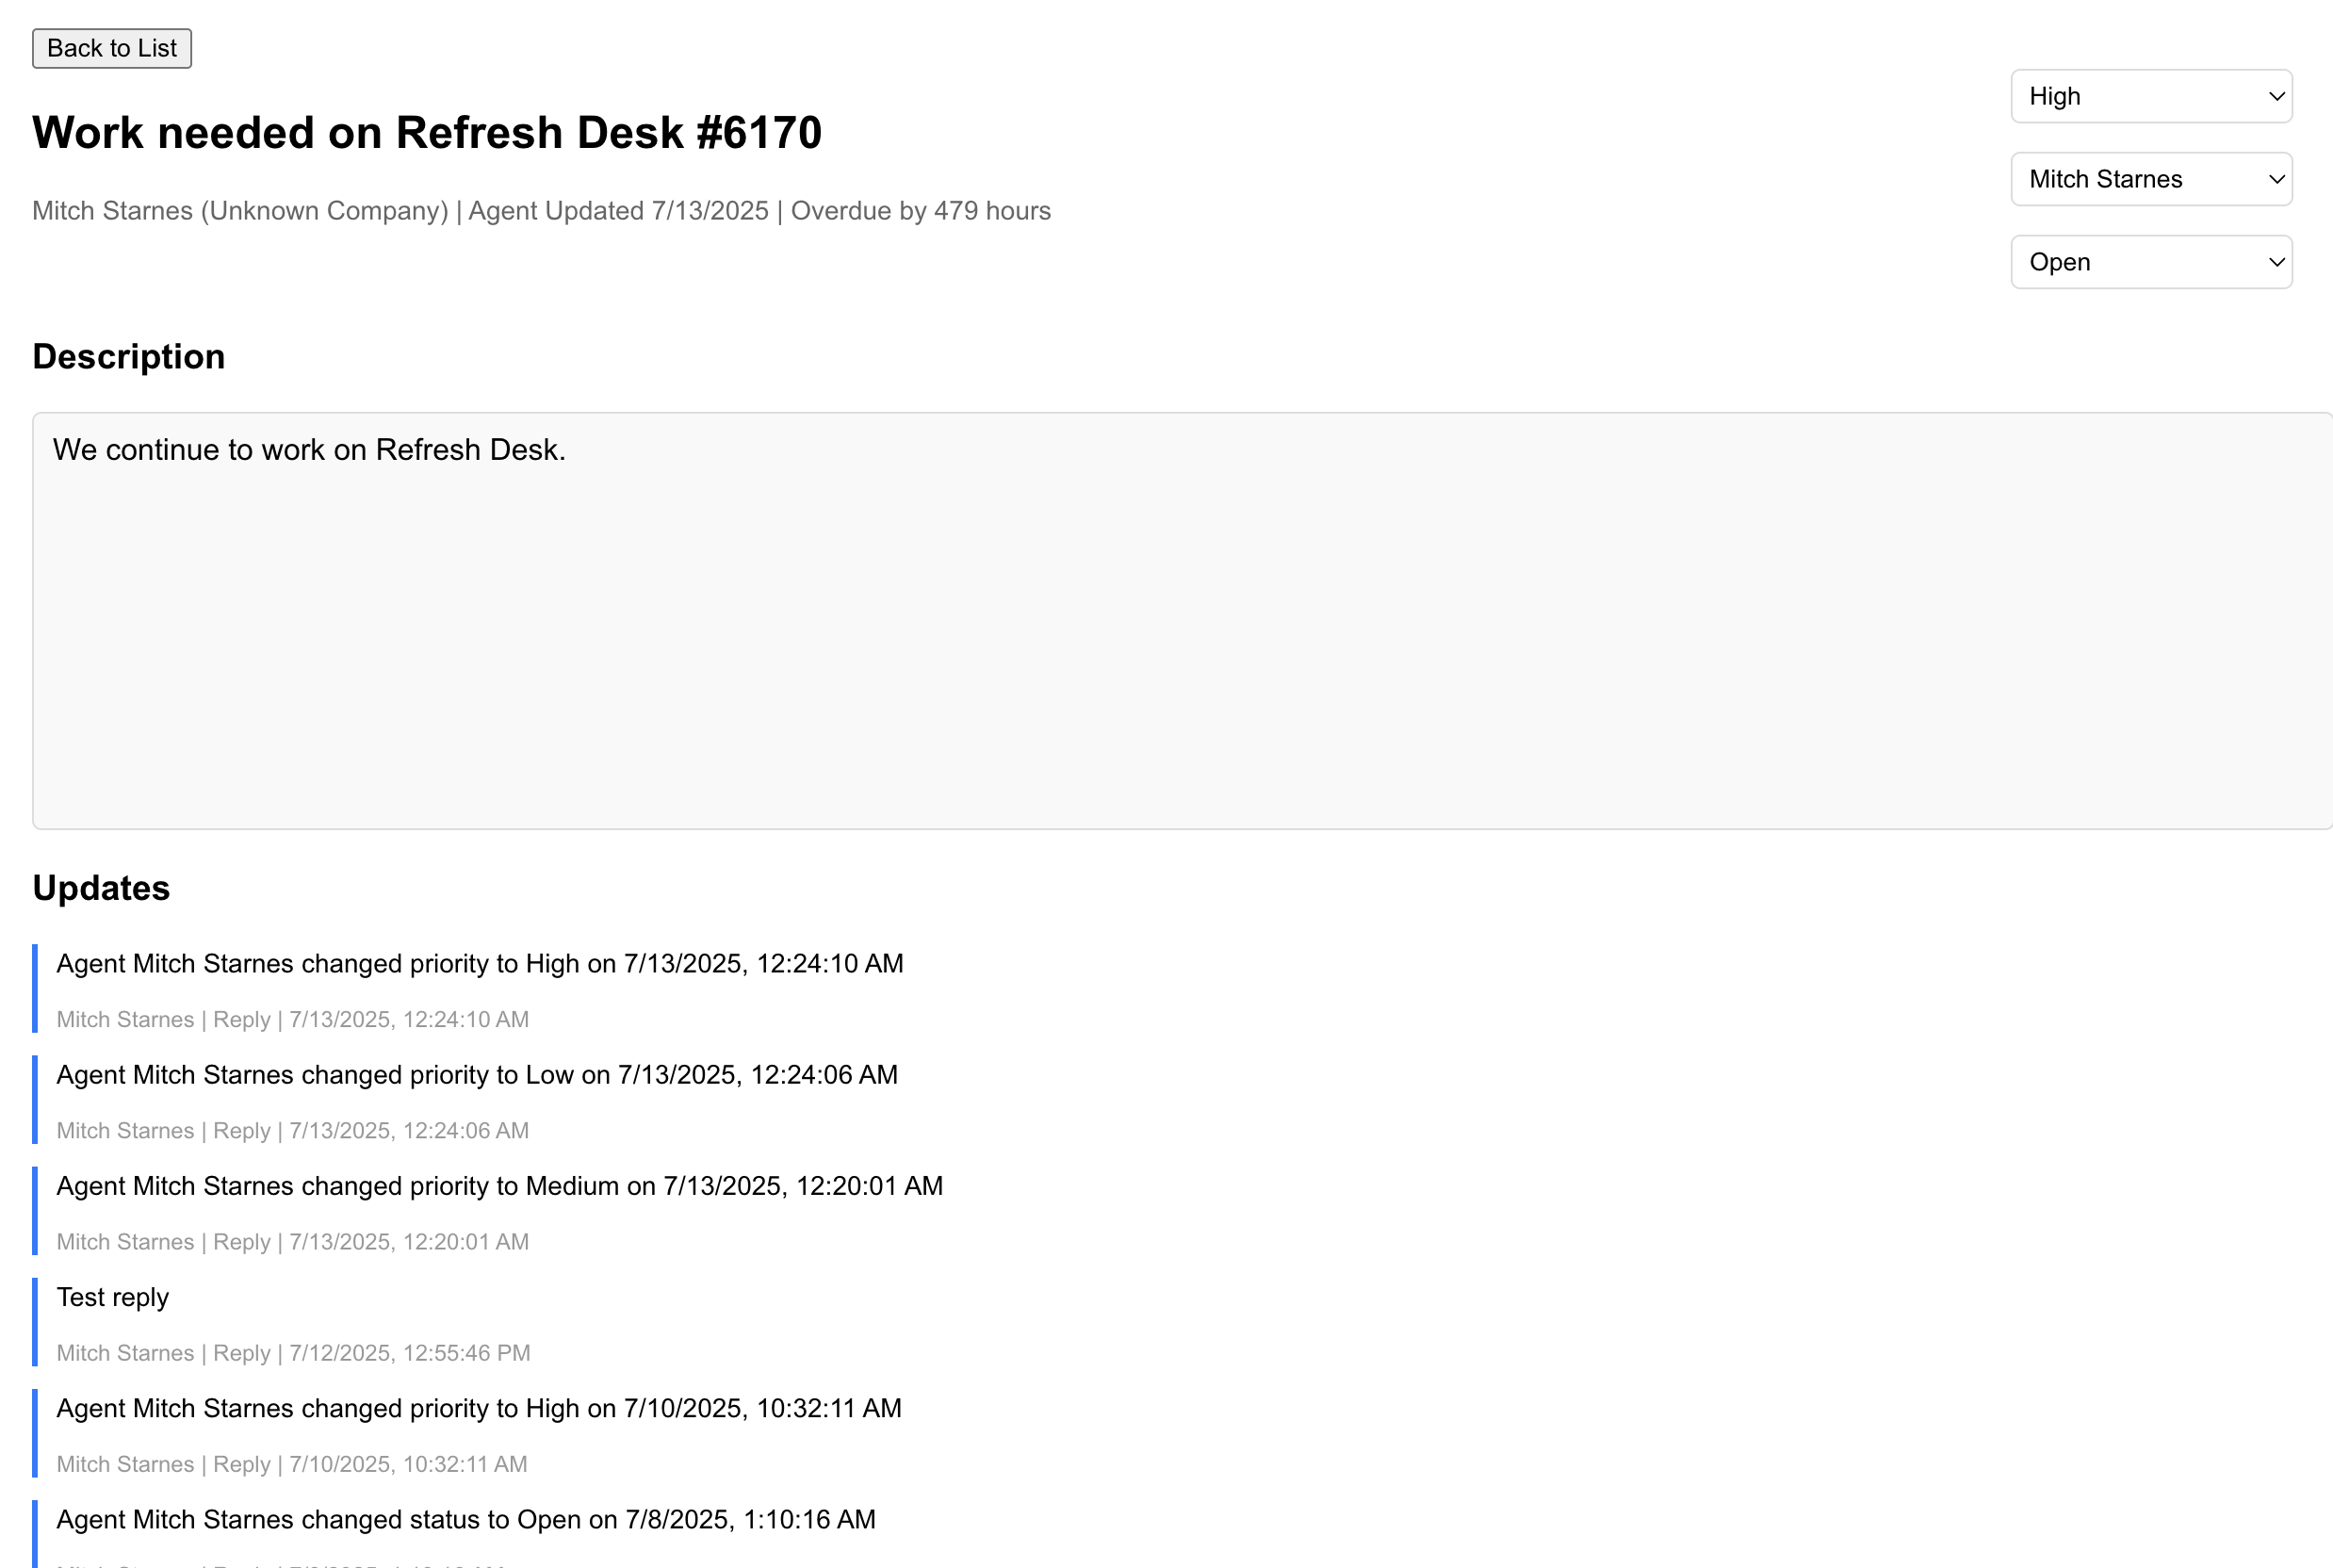 Back to List
High
Work needed on Refresh Desk #6170
Mitch Starnes
Mitch Starnes (Unknown Company) | Agent Updated 7/13/2025 | Overdue by 479 hours
Open
Description
We continue to work on Refresh Desk.
Updates
Agent Mitch Starnes changed priority to High on 7/13/2025, 12:24:10 AM
Mitch Starnes | Reply | 7/13/2025, 12:24:10 AM
Agent Mitch Starnes changed priority to Low on 7/13/2025, 12:24:06 AM
Mitch Starnes | Reply | 7/13/2025, 12:24:06 AM
Agent Mitch Starnes changed priority to Medium on 7/13/2025, 12:20:01 AM
Mitch Starnes | Reply | 7/13/2025, 12:20:01 AM
Test reply
Mitch Starnes | Reply | 7/12/2025, 12:55:46 PM
Agent Mitch Starnes changed priority to High on 7/10/2025, 10:32:11 AM
Mitch Starnes | Reply | 7/10/2025, 10:32:11 AM
Agent Mitch Starnes changed status to Open on 7/8/2025, 1:10:16 AM